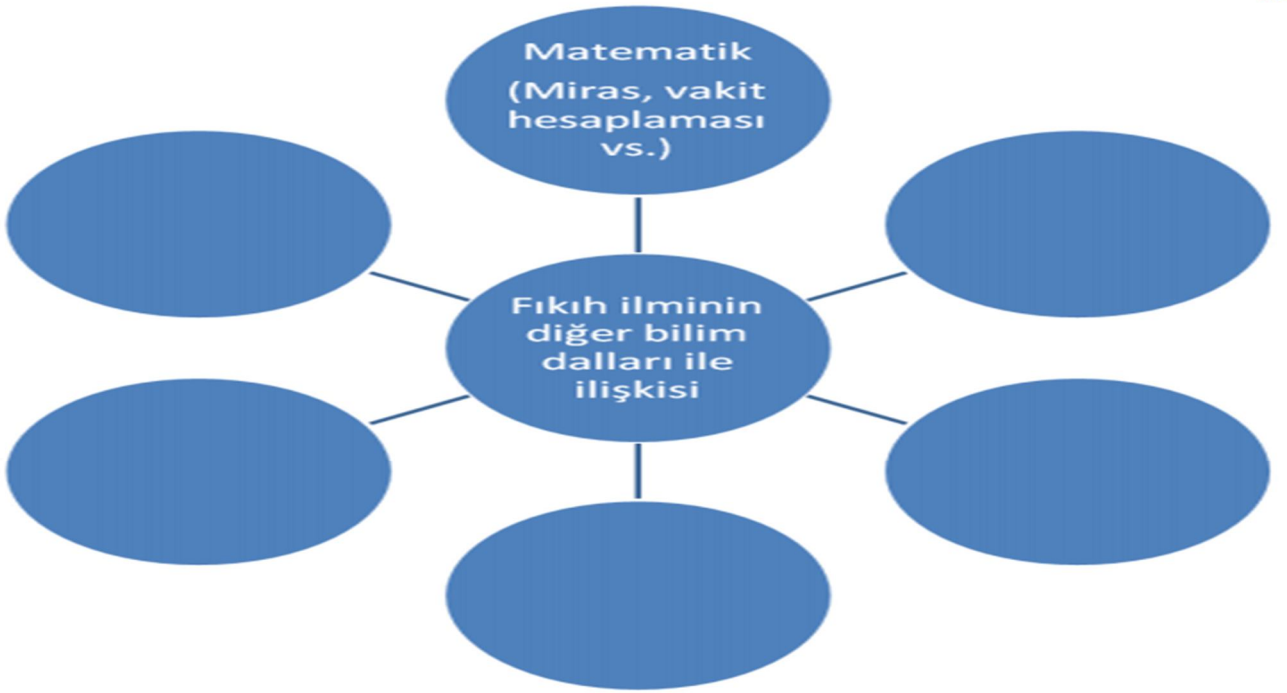 Matematik
(Miras, vakit
hesaplaması
vs.)
Fıkıh ilminin
diğer bilim
dalları ile
ilişkisi